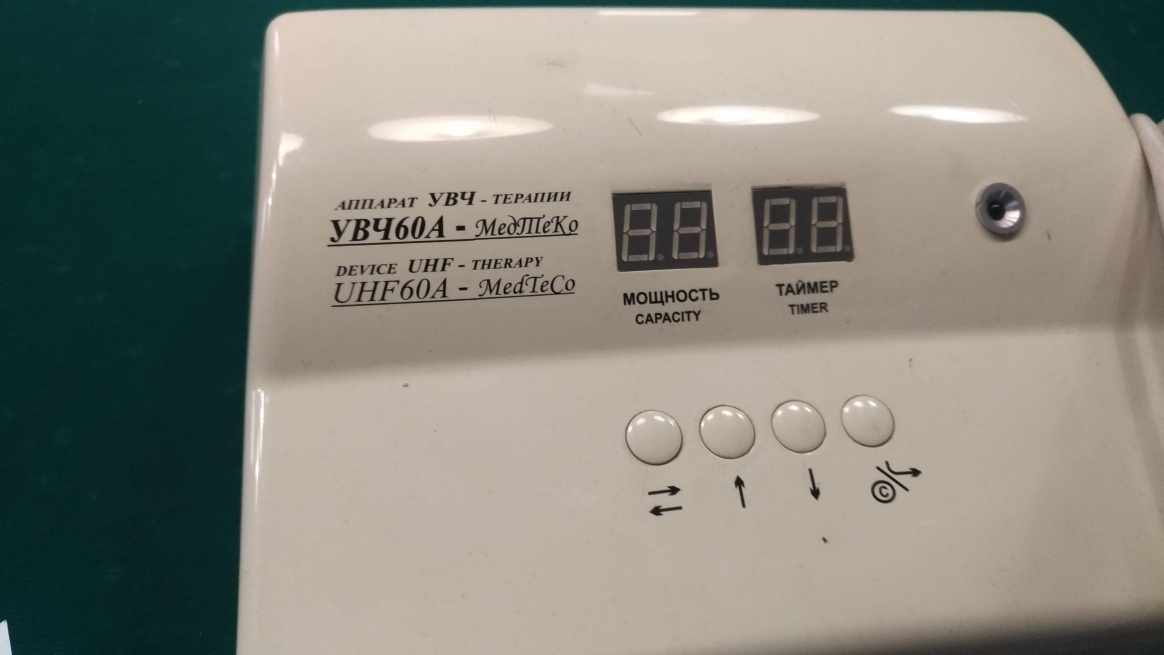 АППАРАТ УВЧ - ТЕРАПИИ
УВЧ60А - МедТеКо
DEVICE UHF - THERAPY
UHF60A - MedTeCo
МОЩНОСТЬ
CAPACITY
ТАЙМЕР
TIMER
©